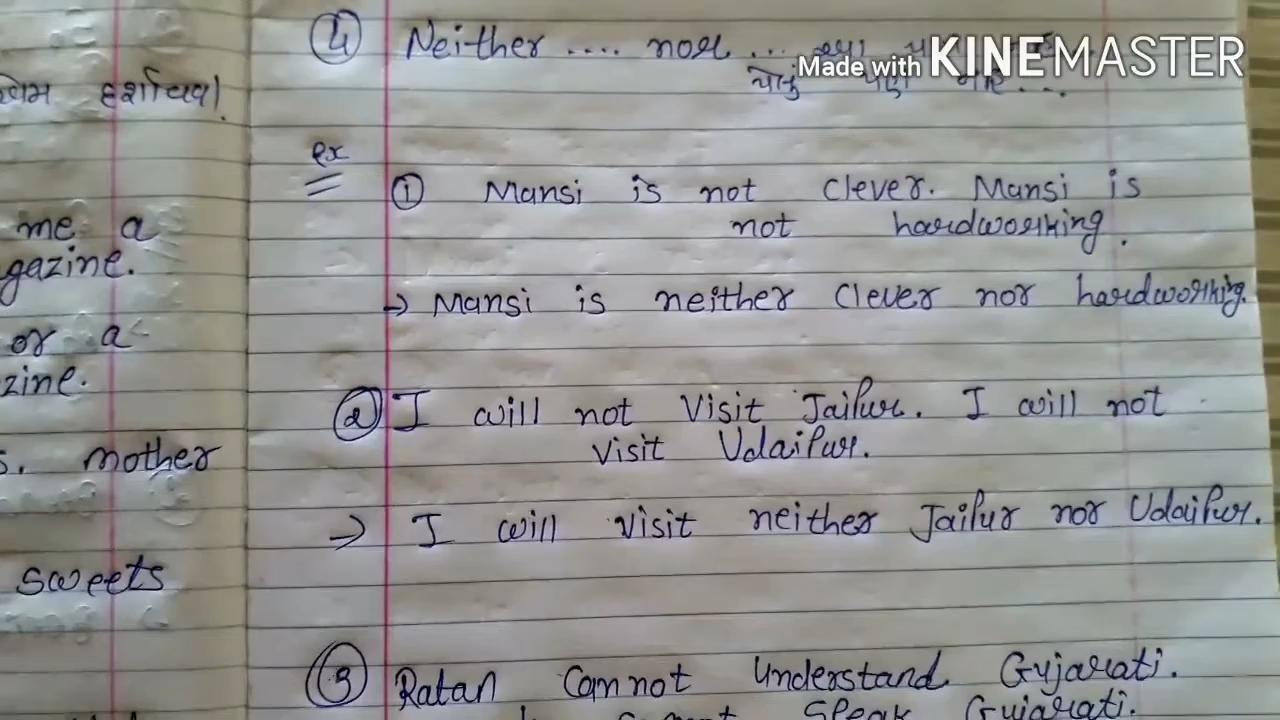 र्शाववा
me a
gazine.
or a
zine.
s. mother
sweets
④ Neither .... nor ...
Made with KINEMASTER
ex
① Mansi is not clever. Mansi is
not hardworking.
→ Mansi is neither clever nor hardworking.
② I will not visit Jaipur. I will not
visit Udaipur.
→ I will visit neither Jaipur nor Udaipur.
③ Ratan cannot understand Gujarati.
speak Gujarati.